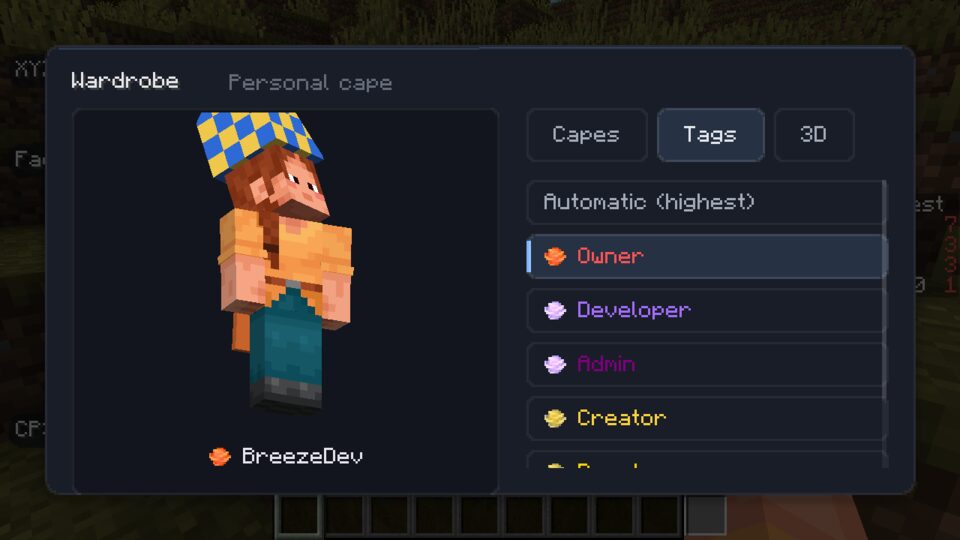 Wardrobe Personal cape
Capes Tags 3D
Automatic (highest)
Owner
Developer
Admin
Creator
BreezeDev